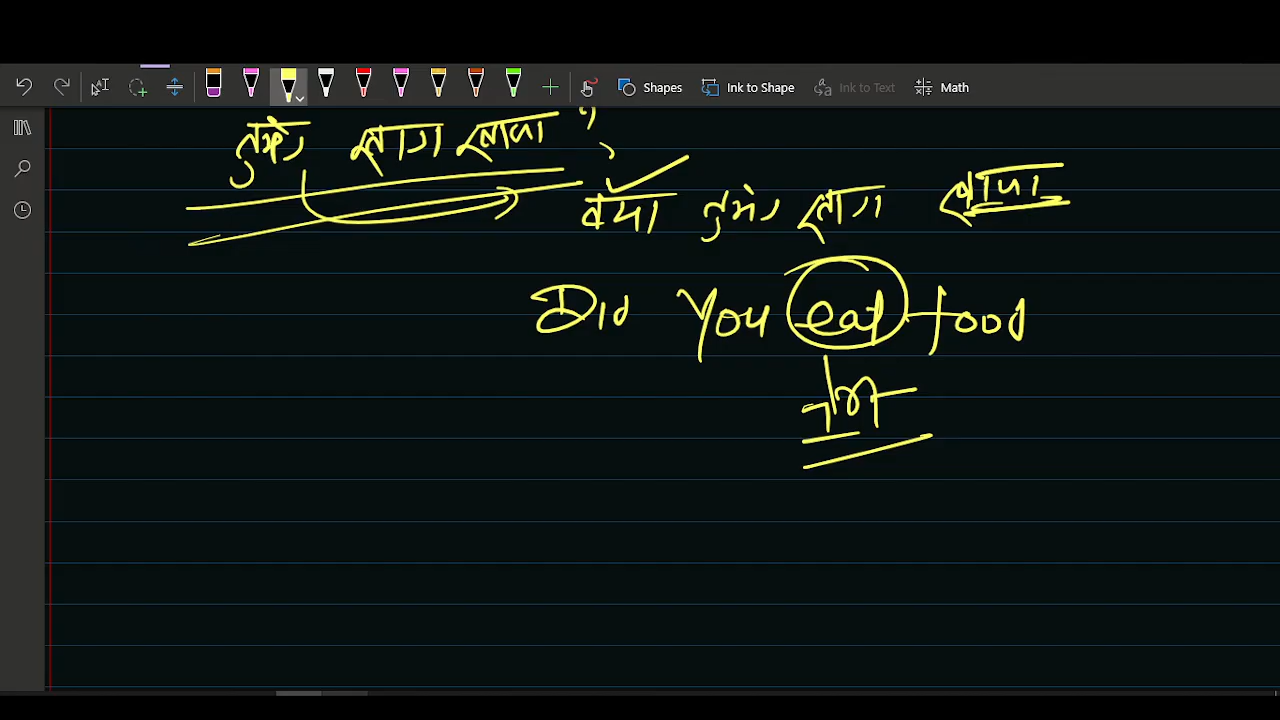 Shapes Ink to Shape Ink to Text Math
तुमने खाना खाया ?
क्या तुमने खाना खाया
Did You eat food